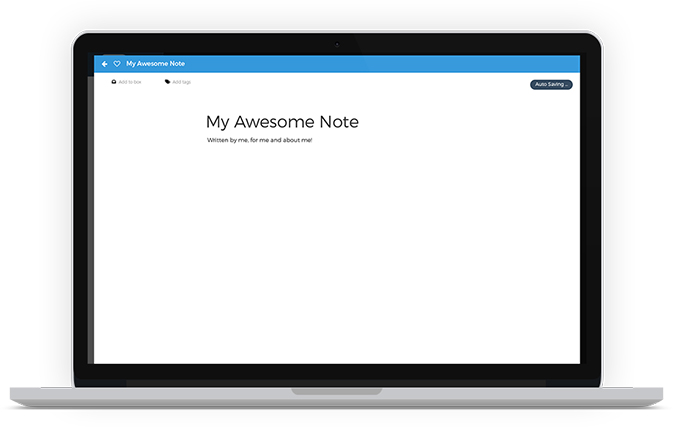 My Awesome Note
Add to box
Add tags
Auto Saving ..
My Awesome Note
Written by me, for me and about me!